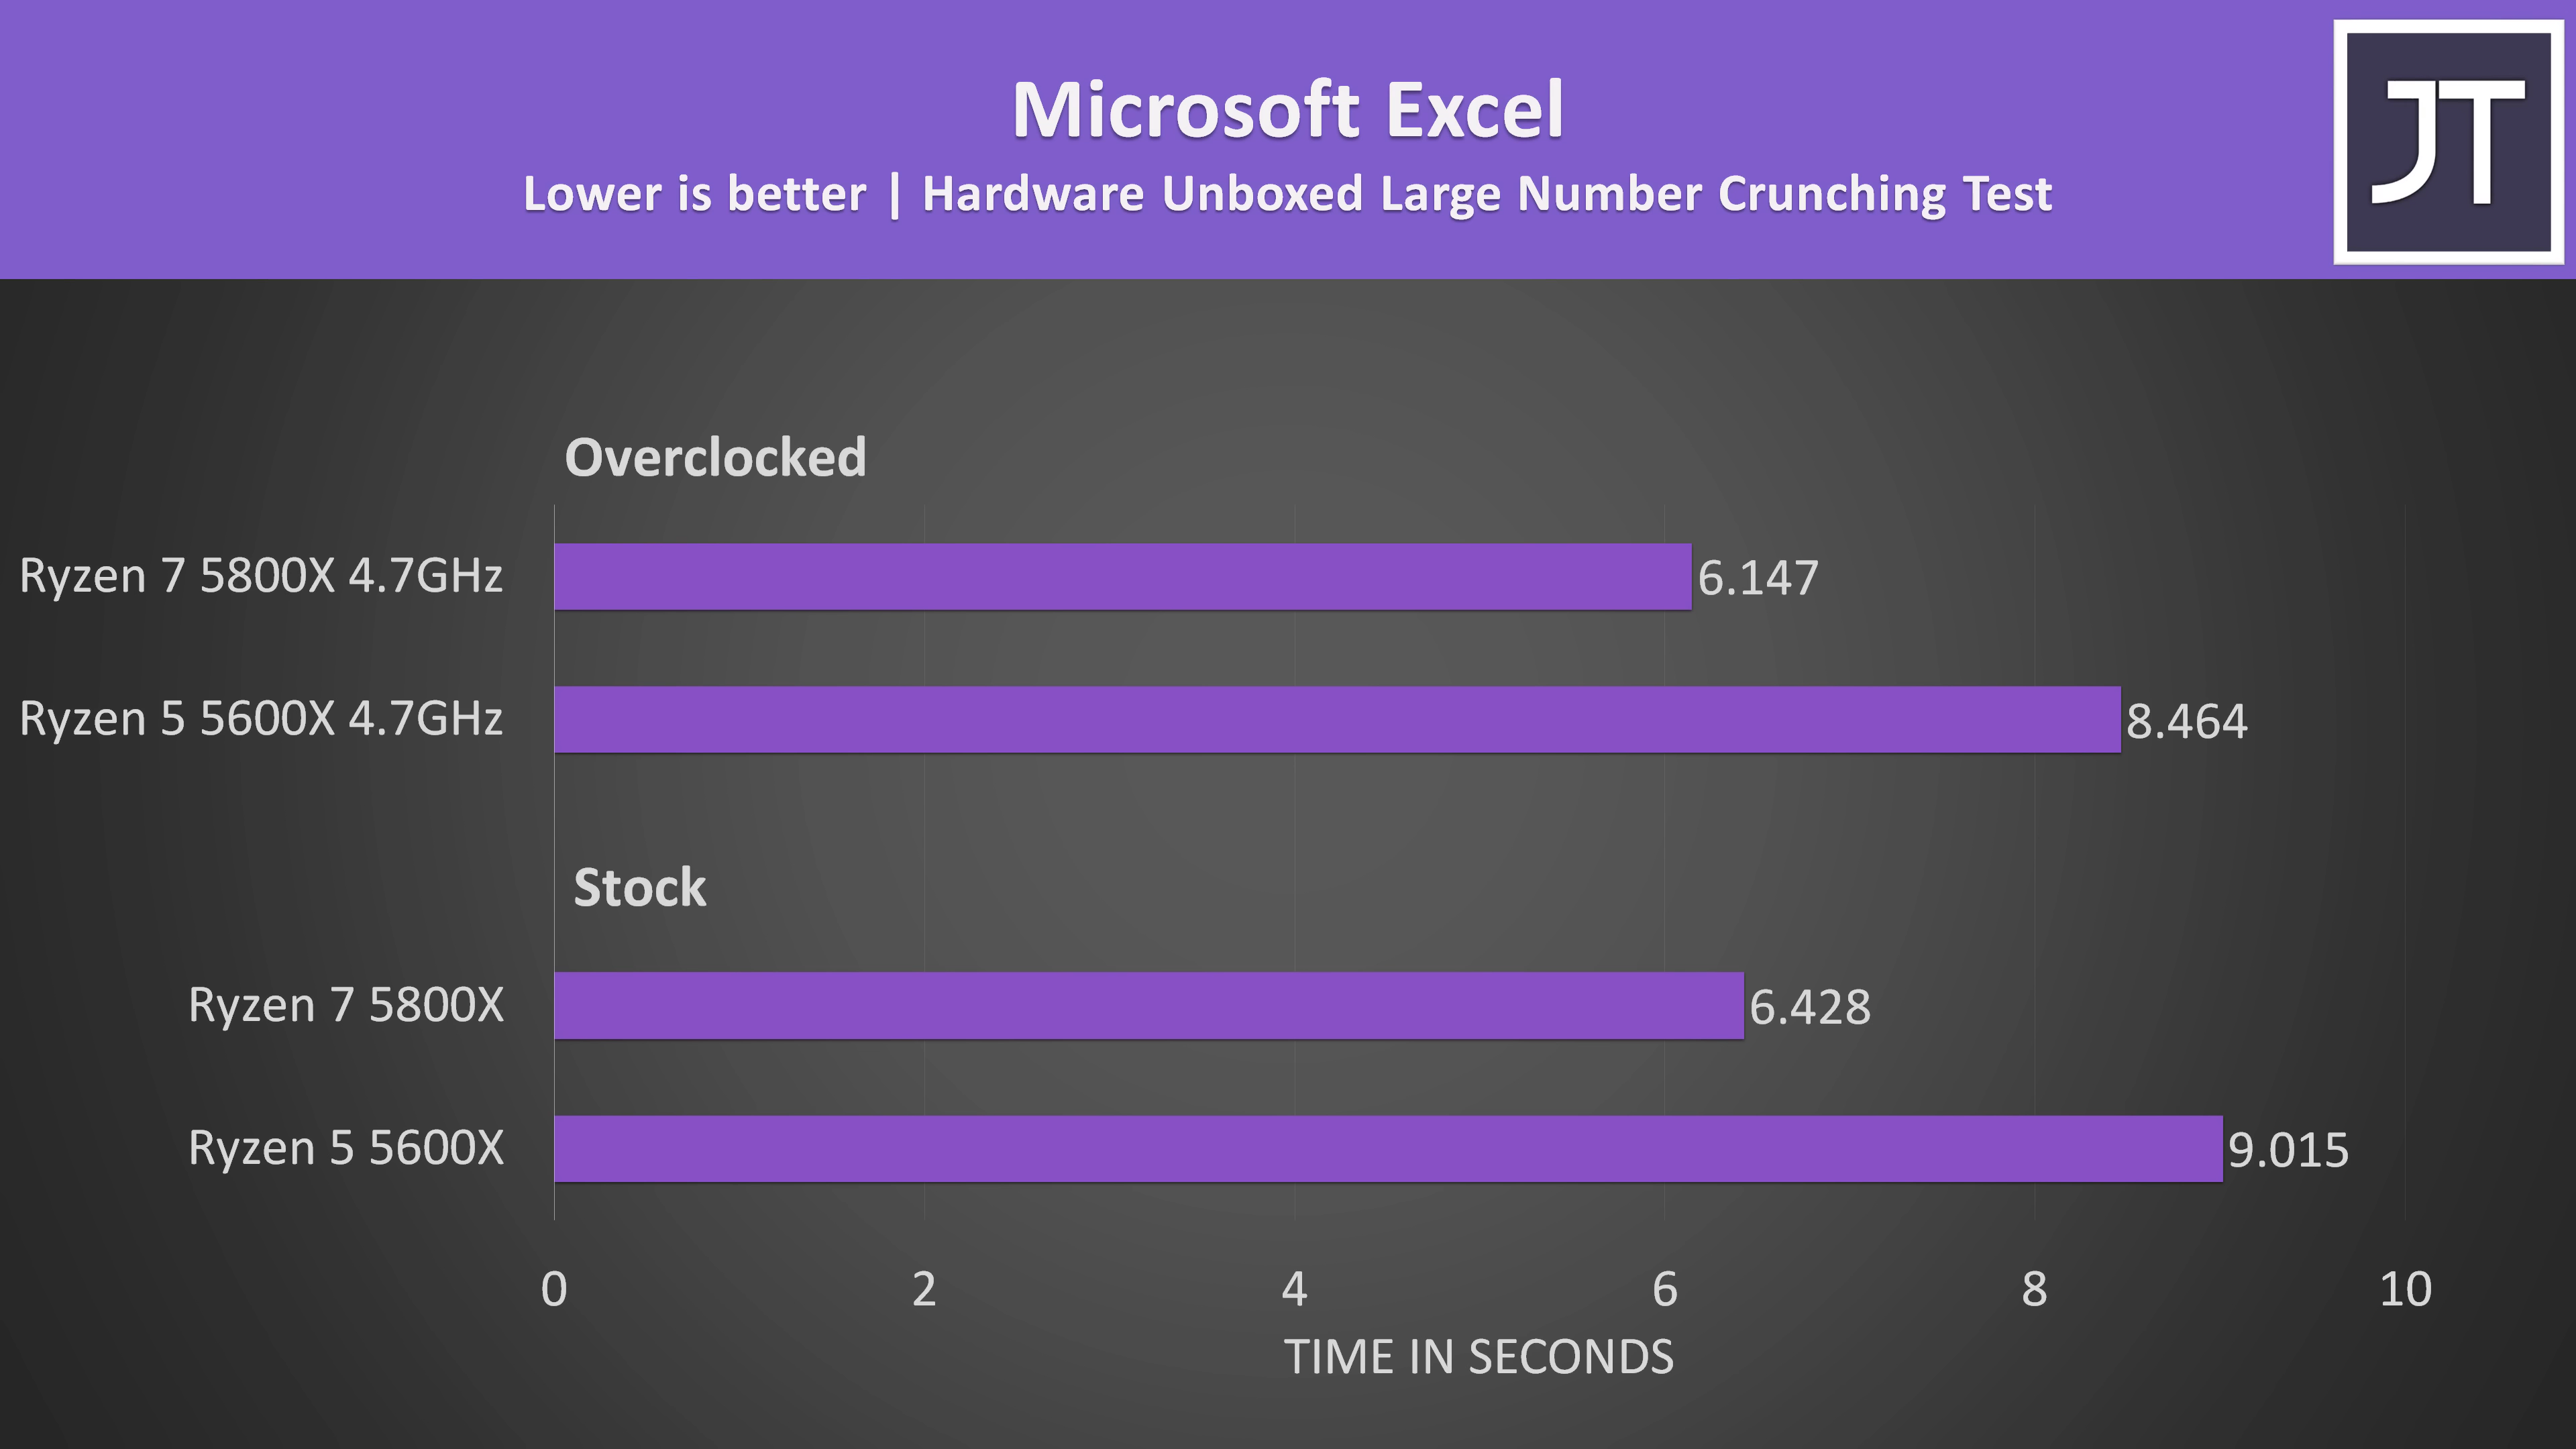 Microsoft Excel
Lower is better | Hardware Unboxed Large Number Crunching Test
JT
Overclocked
Ryzen 7 5800X 4.7GHz 6.147
Ryzen 5 5600X 4.7GHz 8.464
Stock
Ryzen 7 5800X 6.428
Ryzen 5 5600X 9.015
0 2 4 6 8 10
TIME IN SECONDS